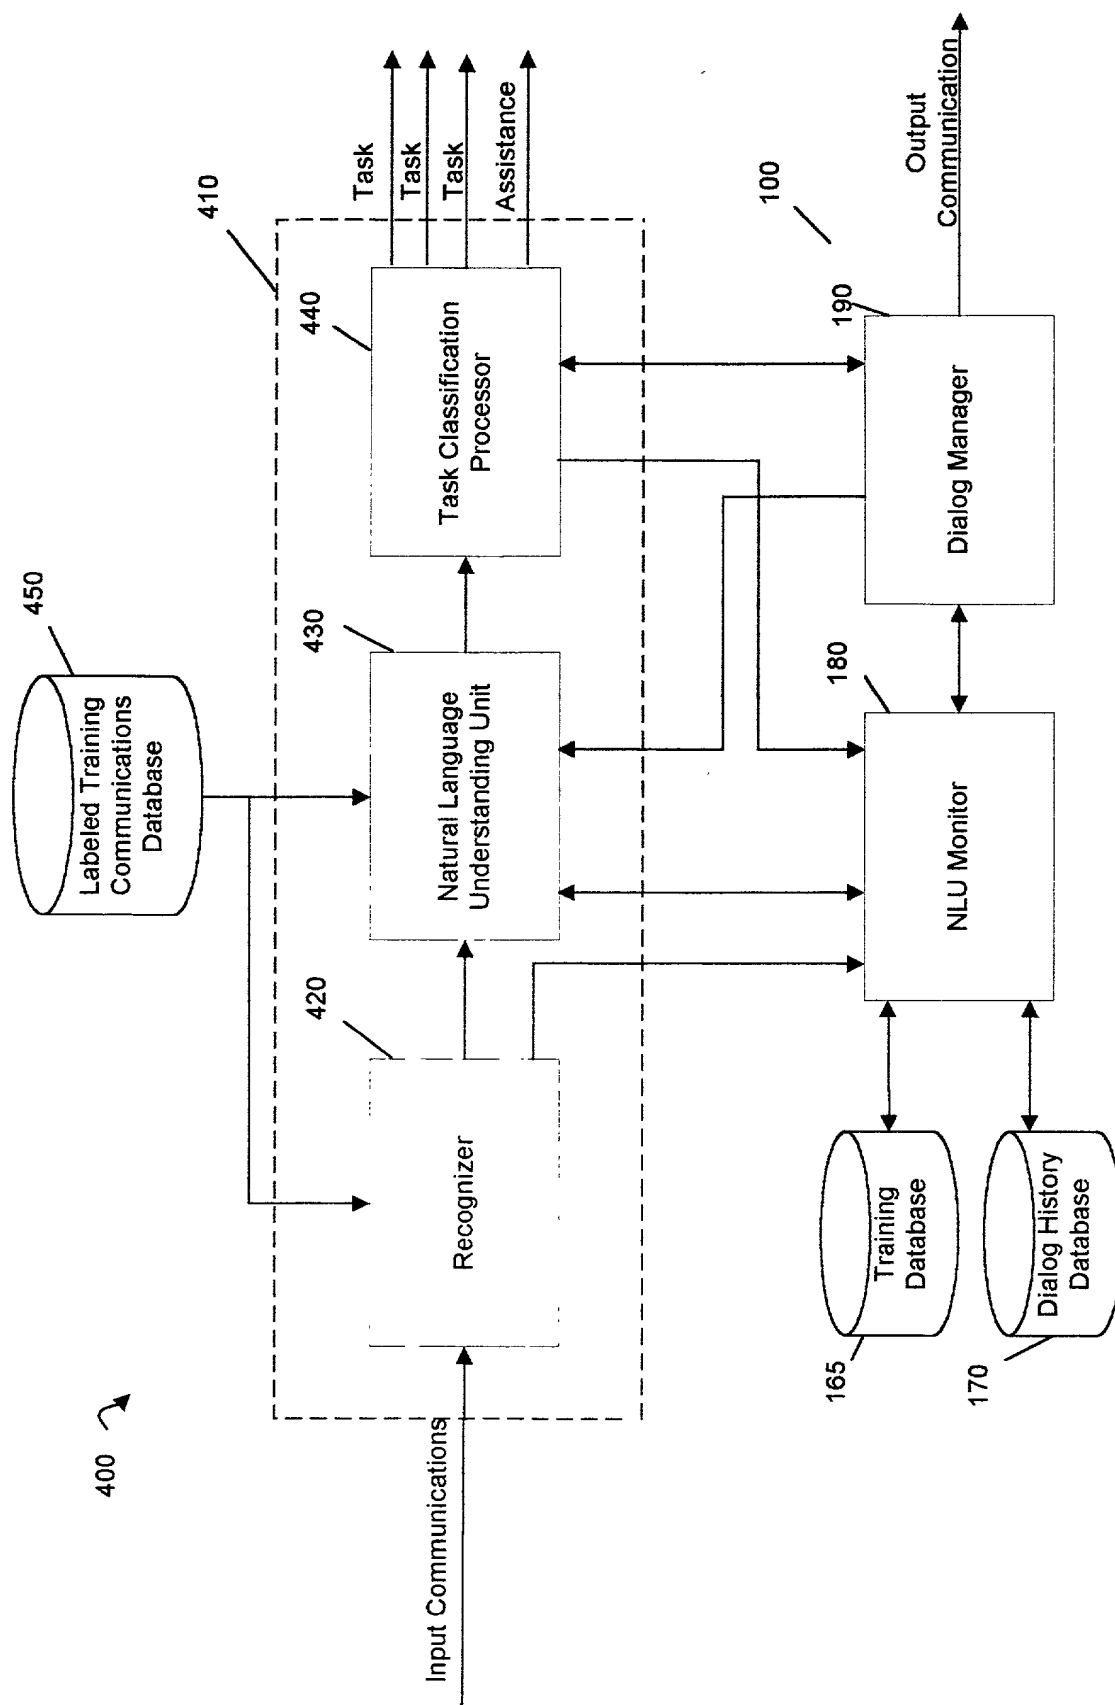 450
Labeled Training
Communications
Database
410
420
430
440
Task
Task
Task
Assistance
Input Communications
Recognizer
Natural Language
Understanding Unit
Task Classification
Processor
400
100
165
Training
Database
170
Dialog History
Database
180
NLU Monitor
190
Dialog Manager
Output
Communication